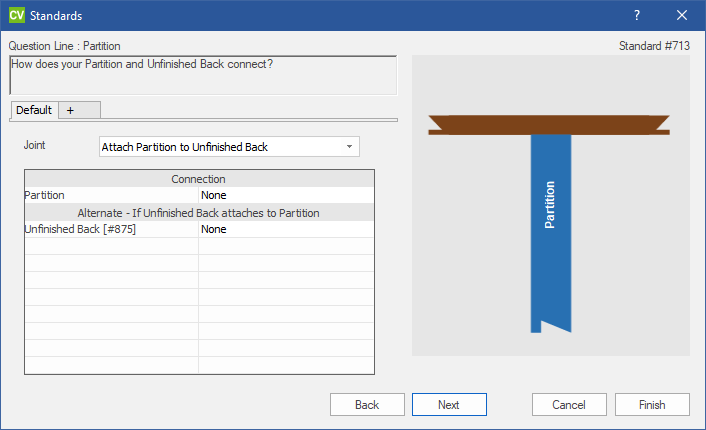 CV Standards ?
Question Line : Partition Standard #713
How does your Partition and Unfinished Back connect?
Default +
Joint Attach Partition to Unfinished Back
Connection
Partition None
Alternate - If Unfinished Back attaches to Partition
Unfinished Back [#875] None
Partition
Back Next Cancel Finish